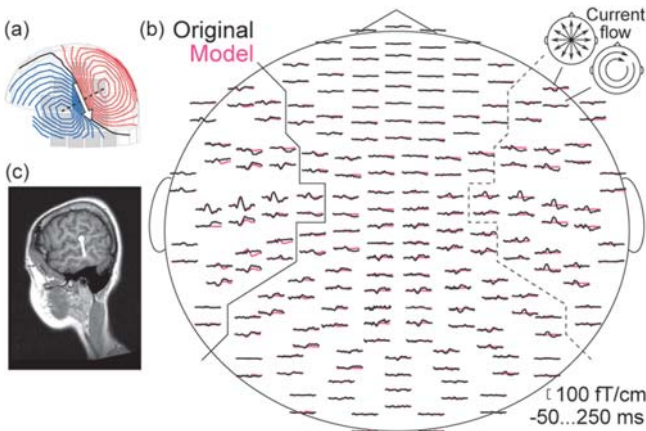 (a)
(b) Original
Model
Current
flow
(c)
100 fT/cm
-50...250 ms